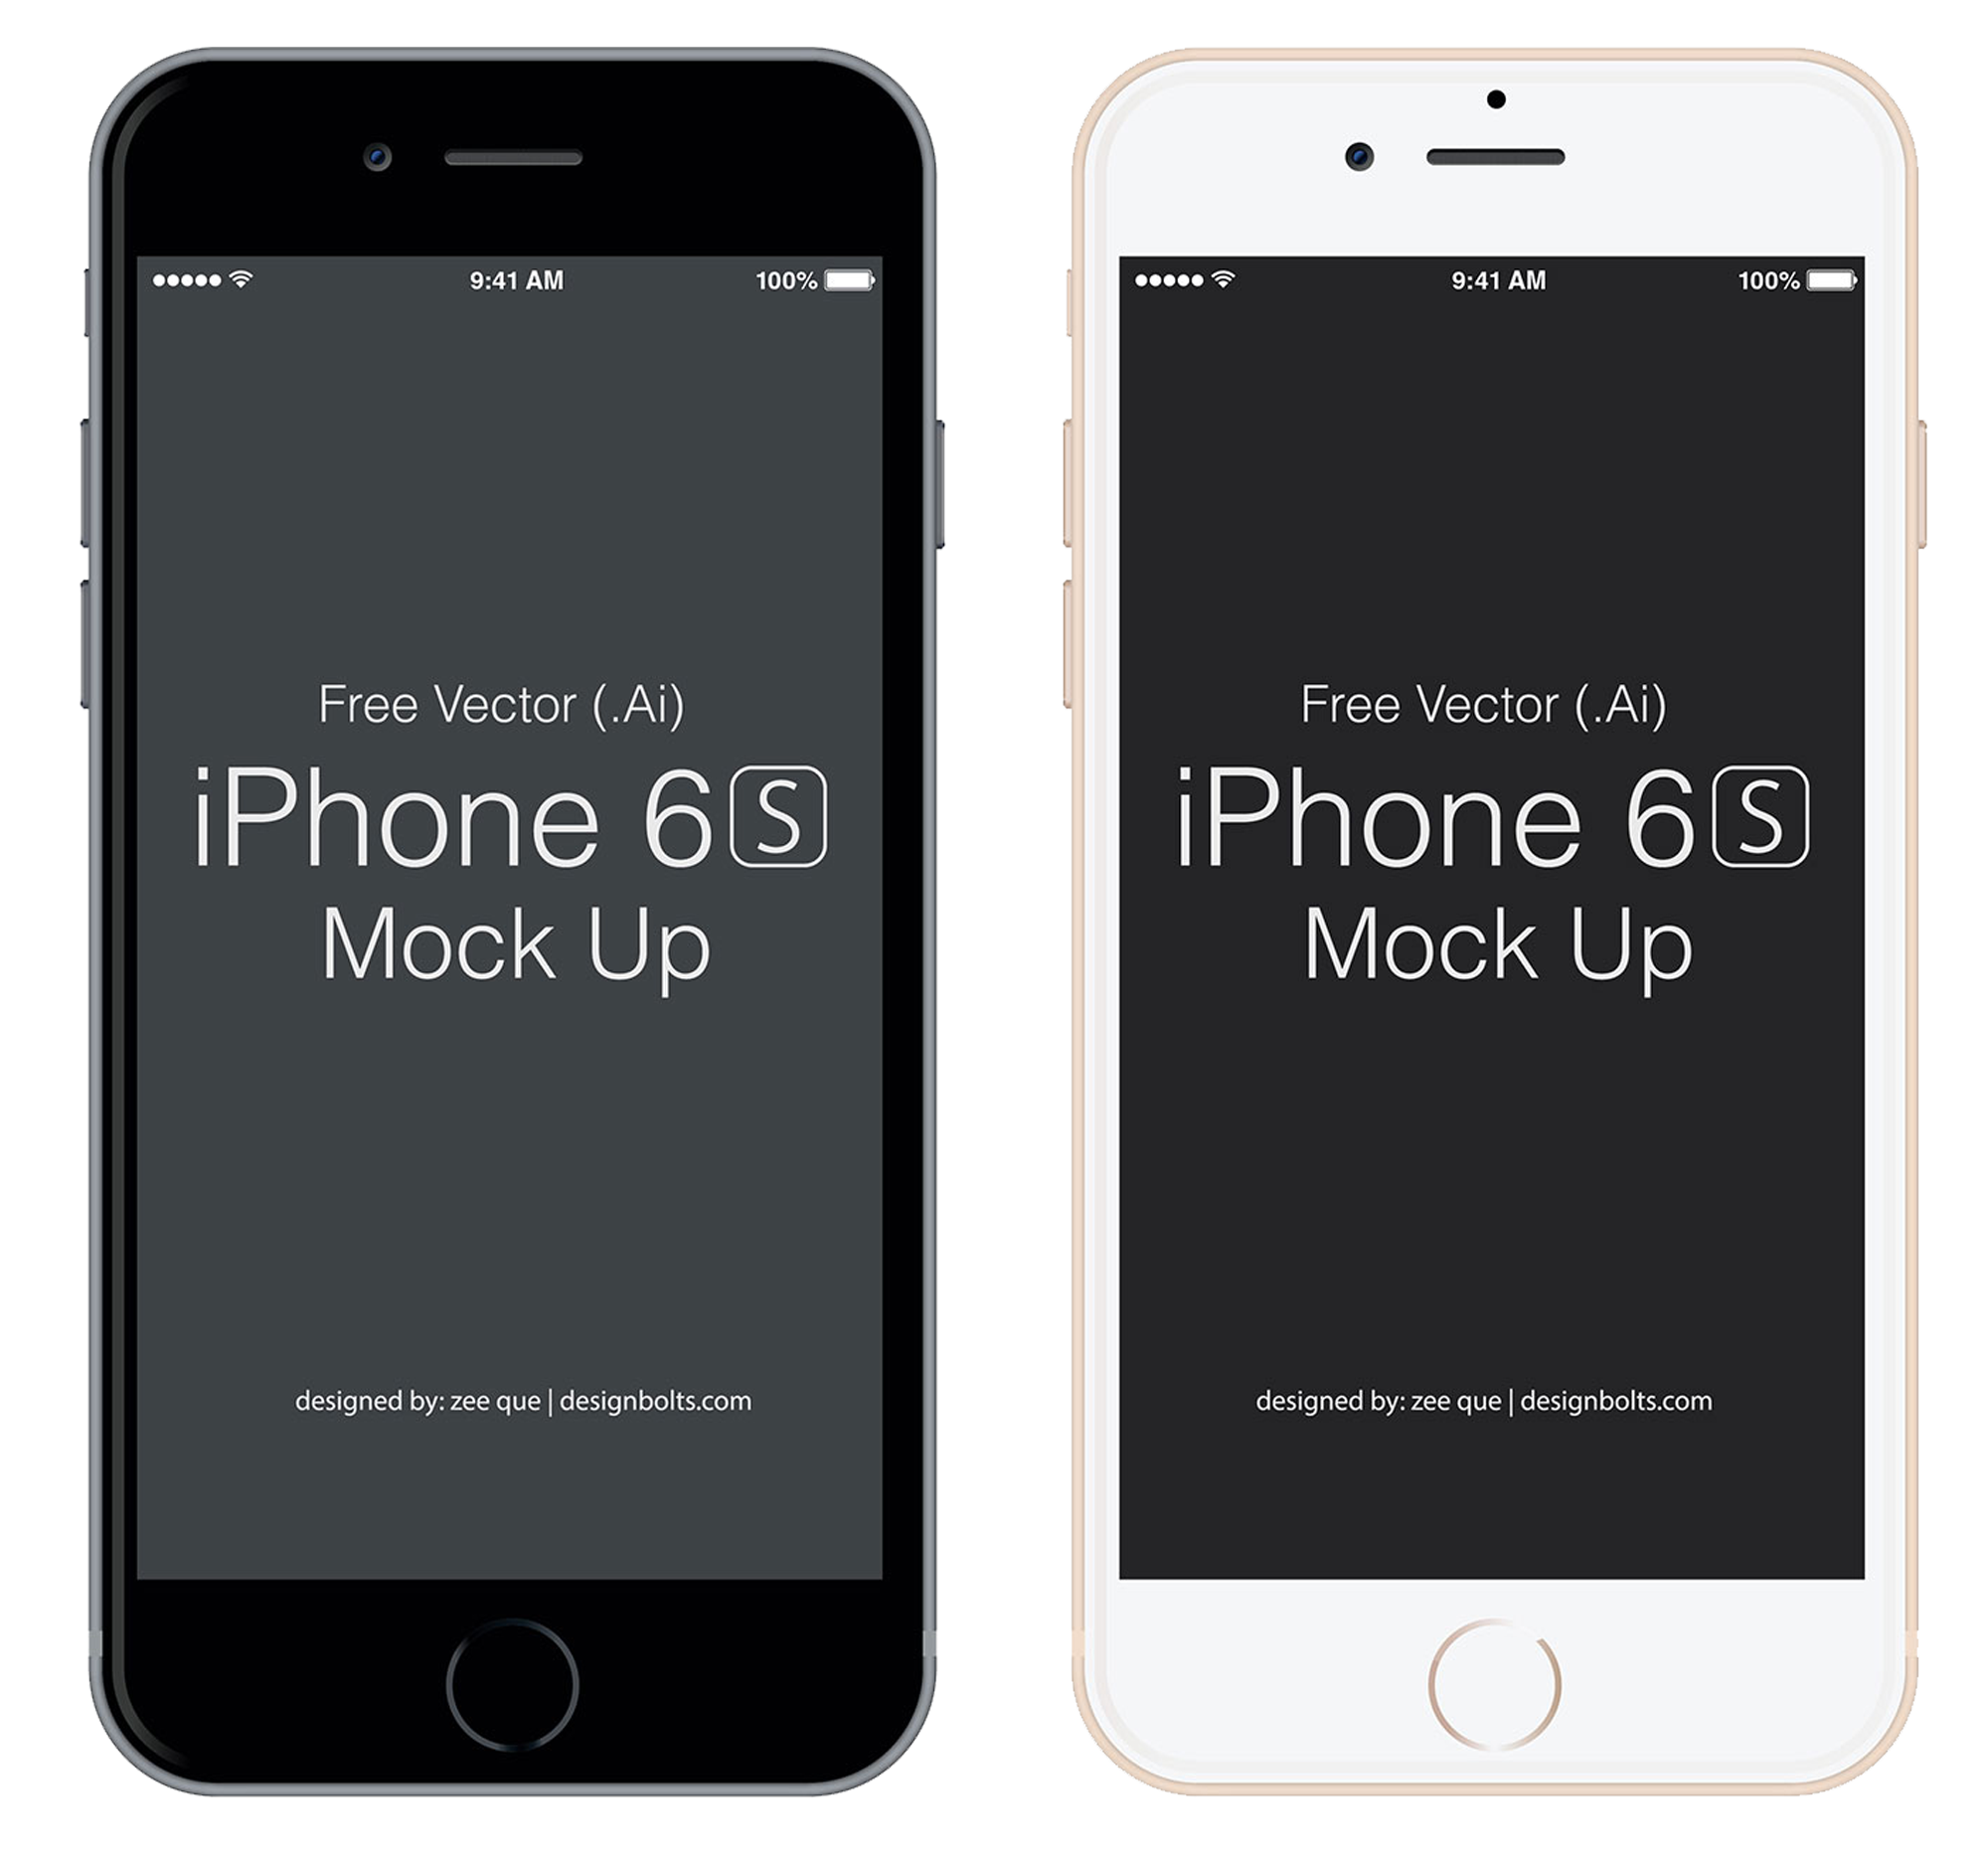 9:41 AM 100%
Free Vector (.Ai)
iPhone 6S
Mock Up
designed by: zee que | designbolts.com
9:41 AM 100%
Free Vector (.Ai)
iPhone 6S
Mock Up
designed by: zee que | designbolts.com